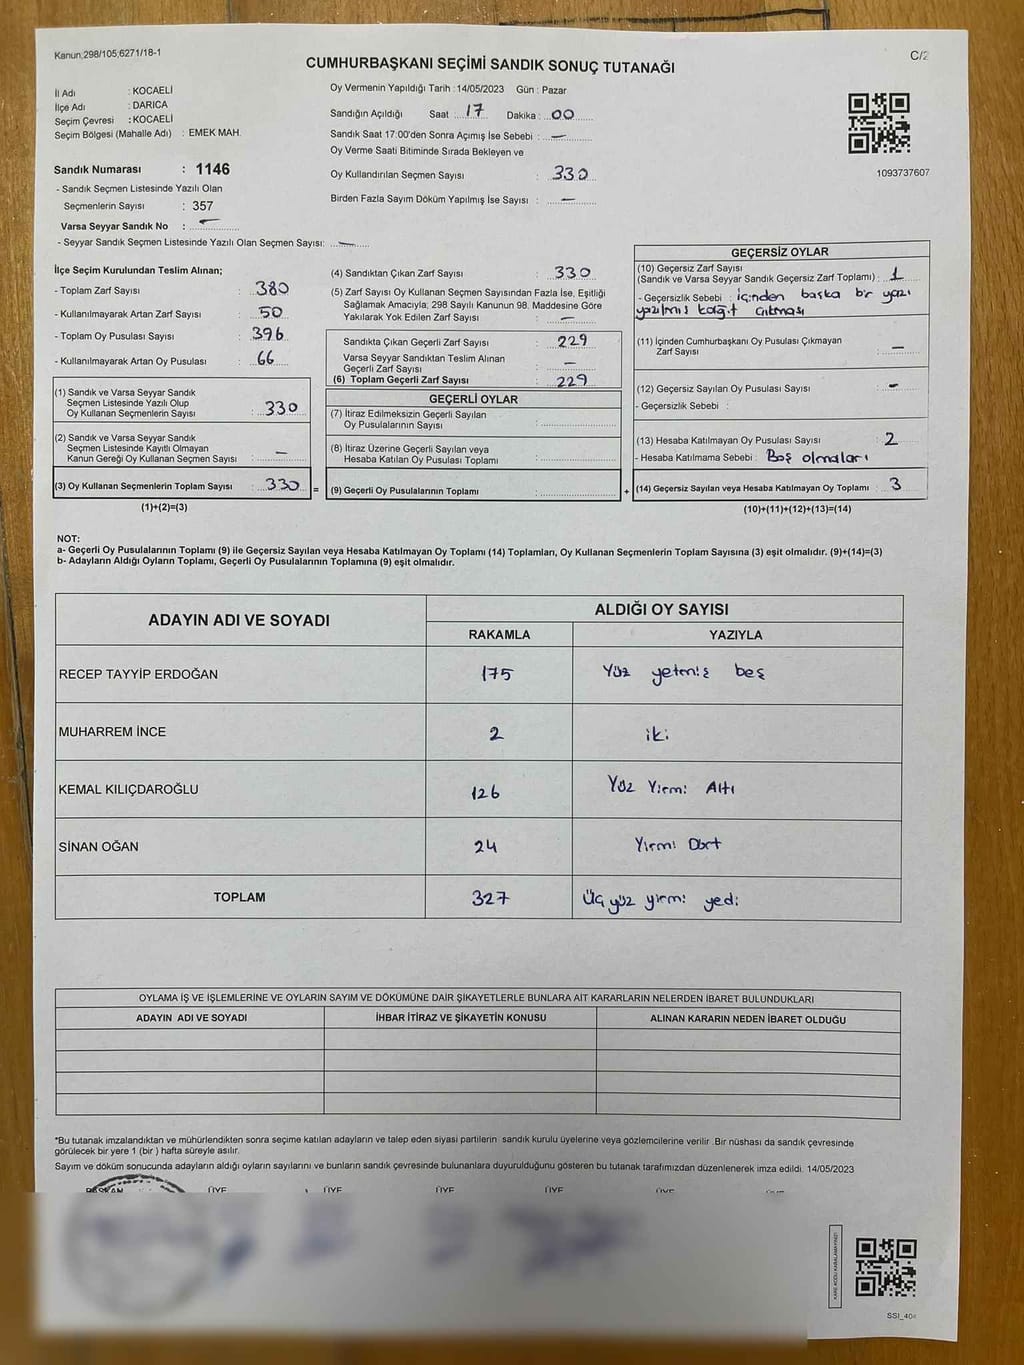 Kanun;298/105;6271/18-1
C/2
CUMHURBAŞKANI SEÇİMİ SANDIK SONUÇ TUTANAĞI
İl Adı : KOCAELİ
İlçe Adı : DARICA
Seçim Çevresi : KOCAELİ
Seçim Bölgesi (Mahalle Adı) : EMEK MAH.
Sandık Numarası : 1146
- Sandık Seçmen Listesinde Yazılı Olan
Seçmenlerin Sayısı : 357
Varsa Seyyar Sandık No : —
- Seyyar Sandık Seçmen Listesinde Yazılı Olan Seçmen Sayısı: —
Oy Vermenin Yapıldığı Tarih : 14/05/2023 Gün : Pazar
Sandığın Açıldığı Saat : 17 Dakika : 00
Sandık Saat 17:00'den Sonra Açımış İse Sebebi : —
Oy Verme Saati Bitiminde Sırada Bekleyen ve
Oy Kullandırılan Seçmen Sayısı : 330
Birden Fazla Sayım Döküm Yapılmış İse Sayısı : —
1093737607
İlçe Seçim Kurulundan Teslim Alınan;
- Toplam Zarf Sayısı : 380
- Kullanılmayarak Artan Zarf Sayısı : 50
- Toplam Oy Pusulası Sayısı : 396
- Kullanılmayarak Artan Oy Pusulası : 66
(1) Sandık ve Varsa Seyyar Sandık
Seçmen Listesinde Yazılı Olup
Oy Kullanan Seçmenlerin Sayısı : 330
(2) Sandık ve Varsa Seyyar Sandık
Seçmen Listesinde Kayıtlı Olmayan
Kanun Gereği Oy Kullanan Seçmen Sayısı : —
(3) Oy Kullanan Seçmenlerin Toplam Sayısı : 330 =
(1)+(2)=(3)
(4) Sandıktan Çıkan Zarf Sayısı : 330
(5) Zarf Sayısı Oy Kullanan Seçmen Sayısından Fazla İse, Eşitliği
Sağlamak Amacıyla; 298 Sayılı Kanunun 98. Maddesine Göre
Yakılarak Yok Edilen Zarf Sayısı : —
Sandıkta Çıkan Geçerli Zarf Sayısı : 229
Varsa Seyyar Sandıktan Teslim Alınan
Geçerli Zarf Sayısı : —
(6) Toplam Geçerli Zarf Sayısı : 229
GEÇERLİ OYLAR
(7) İtiraz Edilmeksizin Geçerli Sayılan
Oy Pusulalarının Sayısı :
(8) İtiraz Üzerine Geçerli Sayılan veya
Hesaba Katılan Oy Pusulası Toplamı :
(9) Geçerli Oy Pusulalarının Toplamı : +
GEÇERSİZ OYLAR
(10) Geçersiz Zarf Sayısı
(Sandık ve Varsa Seyyar Sandık Geçersiz Zarf Toplamı) : 1
- Geçersizlik Sebebi : içinden başka bir yazı
yazılmış kağıt çıkması
(11) İçinden Cumhurbaşkanı Oy Pusulası Çıkmayan
Zarf Sayısı : —
(12) Geçersiz Sayılan Oy Pusulası Sayısı : -
- Geçersizlik Sebebi :
(13) Hesaba Katılmayan Oy Pusulası Sayısı : 2
- Hesaba Katılmama Sebebi : Boş olmaları
(14) Geçersiz Sayılan veya Hesaba Katılmayan Oy Toplamı : 3
(10)+(11)+(12)+(13)=(14)
NOT:
a- Geçerli Oy Pusulalarının Toplamı (9) ile Geçersiz Sayılan veya Hesaba Katılmayan Oy Toplamı (14) Toplamları, Oy Kullanan Seçmenlerin Toplam Sayısına (3) eşit olmalıdır. (9)+(14)=(3)
b- Adayların Aldığı Oyların Toplamı, Geçerli Oy Pusulalarının Toplamına (9) eşit olmalıdır.
ADAYIN ADI VE SOYADI
ALDIĞI OY SAYISI
RAKAMLA YAZIYLA
RECEP TAYYİP ERDOĞAN 175 Yüz yetmiş beş
MUHARREM İNCE 2 iki
KEMAL KILIÇDAROĞLU 126 Yüz Yirmi Altı
SİNAN OĞAN 24 Yirmi Dört
TOPLAM 327 Üç yüz yirmi yedi
OYLAMA İŞ VE İŞLEMLERİNE VE OYLARIN SAYIM VE DÖKÜMÜNE DAİR ŞİKAYETLERLE BUNLARA AİT KARARLARIN NELERDEN İBARET BULUNDUKLARI
ADAYIN ADI VE SOYADI İHBAR İTİRAZ VE ŞİKAYETİN KONUSU ALINAN KARARIN NEDEN İBARET OLDUĞU
*Bu tutanak imzalandıktan ve mühürlendikten sonra seçime katılan adayların ve talep eden siyasi partilerin sandık kurulu üyelerine veya gözlemcilerine verilir .Bir nüshası da sandık çevresinde
görülecek bir yere 1 (bir ) hafta süreyle asılır.
Sayım ve döküm sonucunda adayların aldığı oyların sayılarını ve bunların sandık çevresinde bulunanlara duyurulduğunu gösteren bu tutanak tarafımızdan düzenlenerek imza edildi. 14/05/2023
BAŞKAN ÜYE ÜYE ÜYE ÜYE ÜYE
KARE KODU KARALAMAYINIZ!